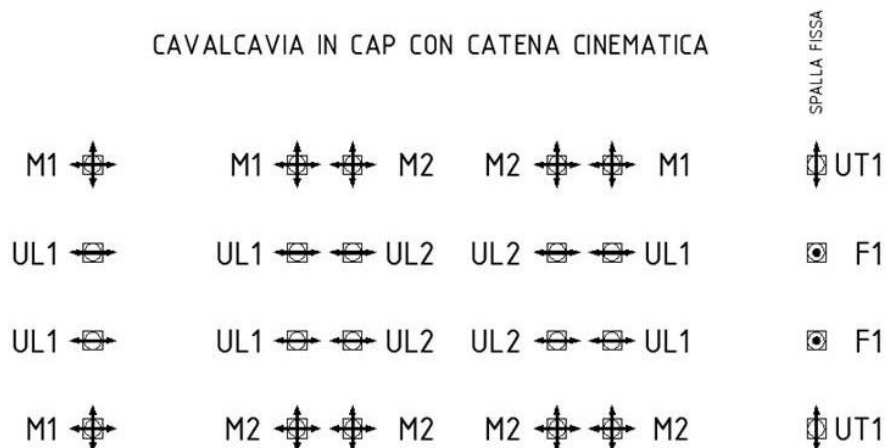 CAVALCAVIA IN CAP CON CATENA CINEMATICA
SPALLA FISSA
M1 M1 M2 M2 M1 UT1
UL1 UL1 UL2 UL2 UL1 F1
UL1 UL1 UL2 UL2 UL1 F1
M1 M2 M2 M2 M2 UT1